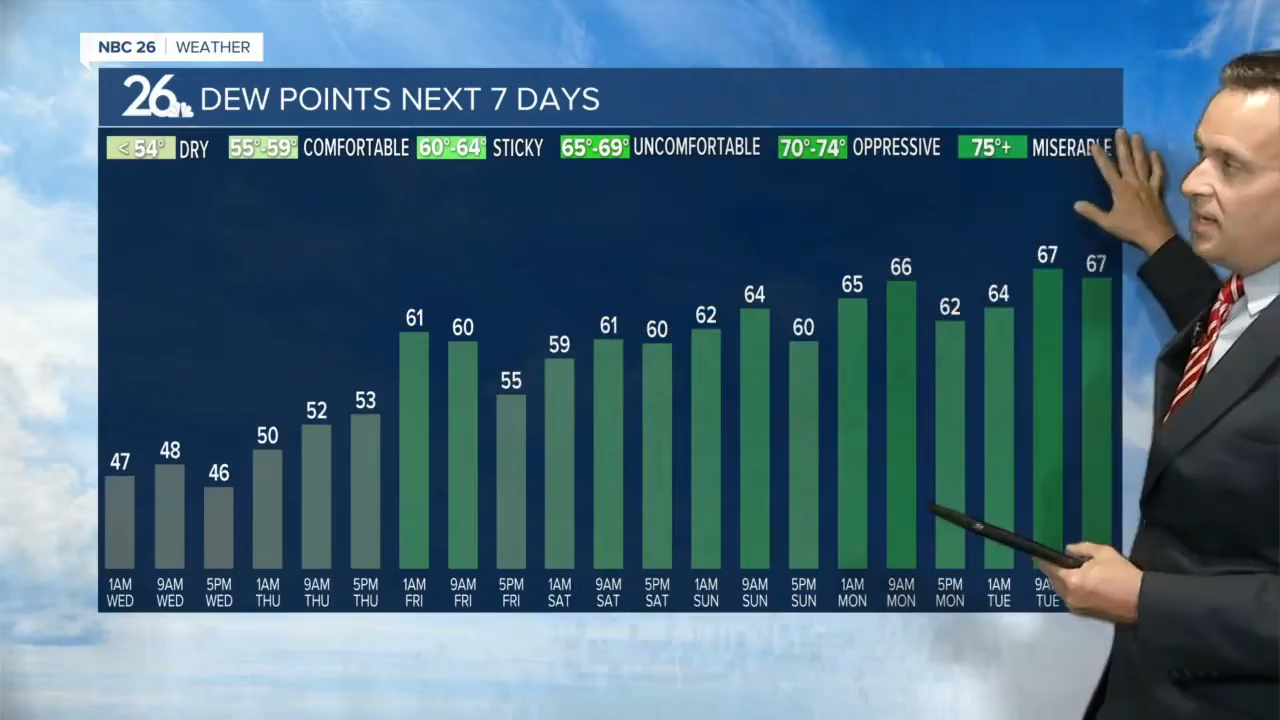 NBC 26 | WEATHER
26 DEW POINTS NEXT 7 DAYS
< 54° DRY 55°-59° COMFORTABLE 60°-64° STICKY 65°-69° UNCOMFORTABLE 70°-74° OPPRESSIVE 75°+ MISERABLE
47 48 46 50 52 53 61 60 55 59 61 60 62 64 60 65 66 62 64 67 67
1AM 9AM 5PM 1AM 9AM 5PM 1AM 9AM 5PM 1AM 9AM 5PM 1AM 9AM 5PM 1AM 9AM 5PM 1AM 9A
WED WED WED THU THU THU FRI FRI FRI SAT SAT SAT SUN SUN SUN MON MON MON TUE TUE